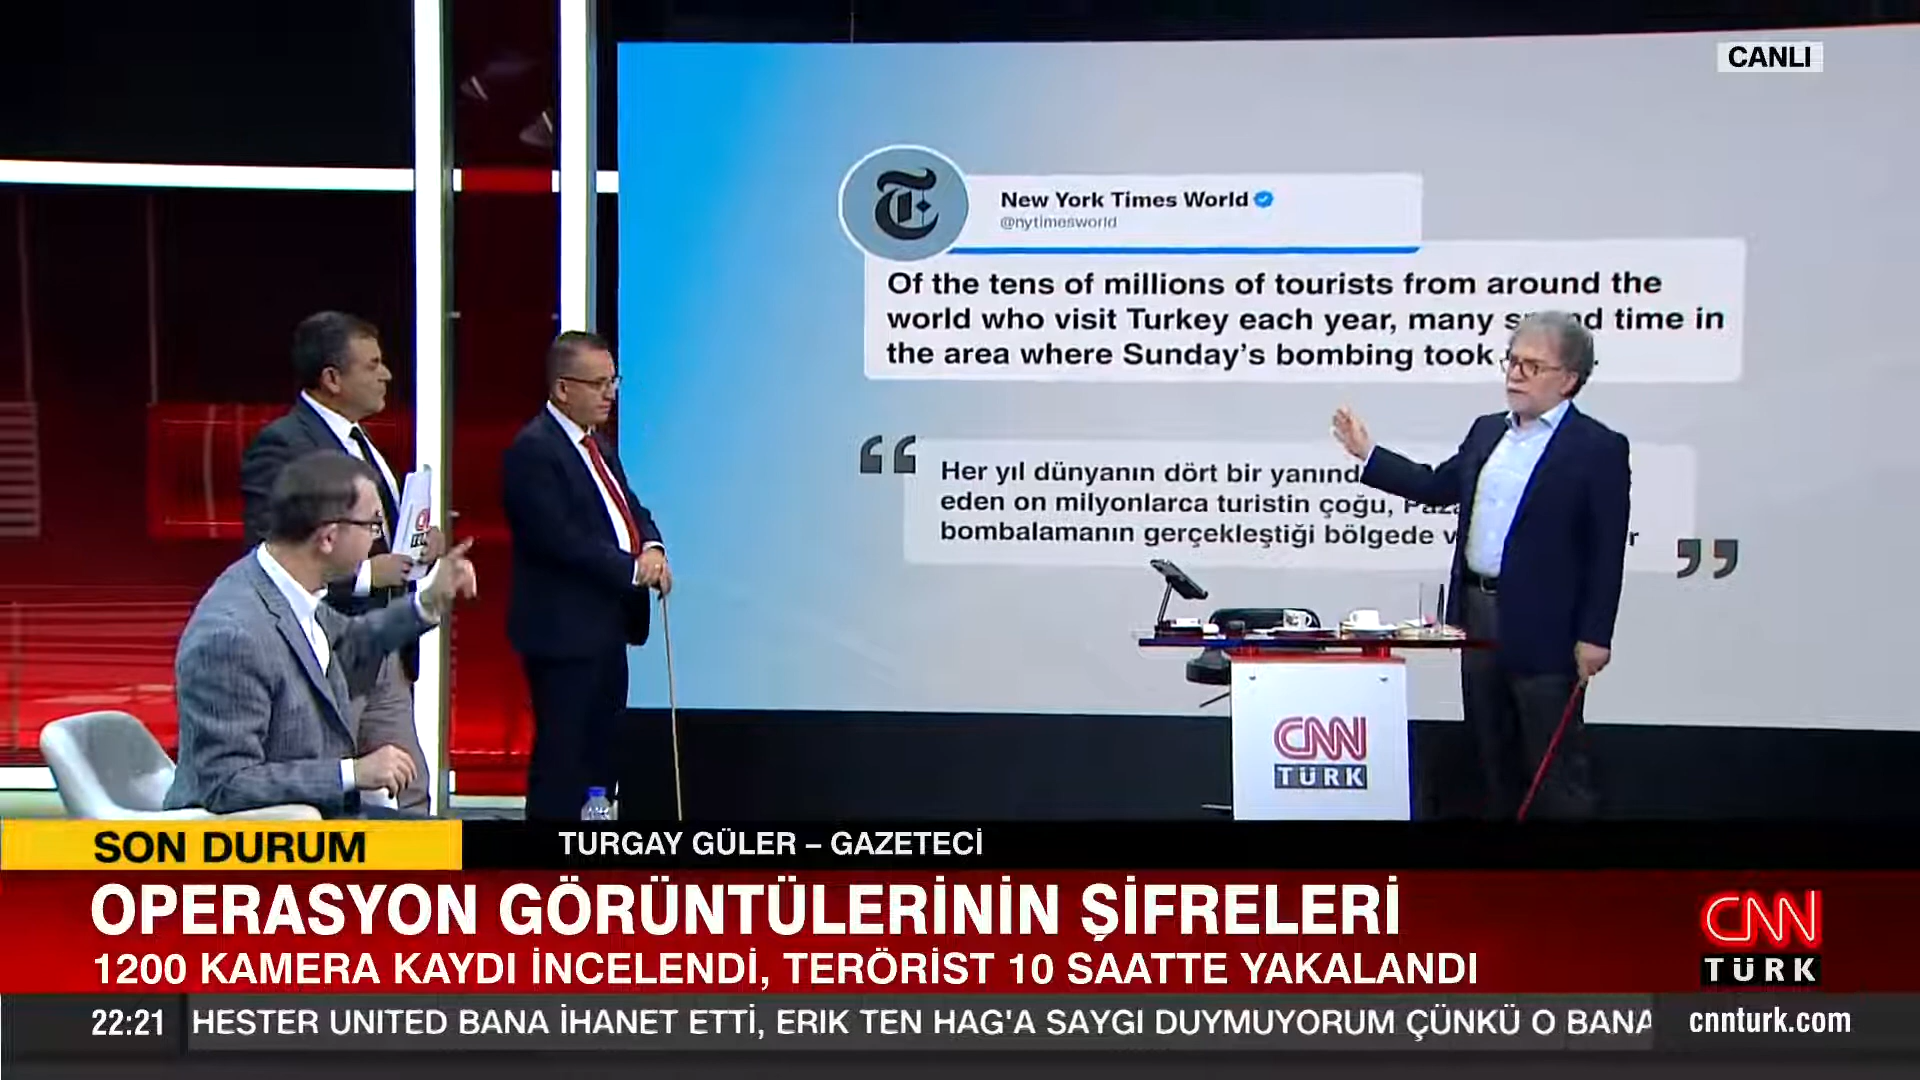 CANLI
New York Times World
@nytimesworld
Of the tens of millions of tourists from around the
world who visit Turkey each year, many time in
the area where Sunday's bombing took
Her yıl dünyanın dört bir
eden on milyonlarca turistin çoğu,
bombalamanın gerçekleştiği bölgede
CNN
TÜRK
SON DURUM
TURGAY GÜLER – GAZETECİ
OPERASYON GÖRÜNTÜLERİNİN ŞİFRELERİ
1200 KAMERA KAYDI İNCELENDİ, TERÖRİST 10 SAATTE YAKALANDI
CNN
TÜRK
22:21 HESTER UNITED BANA İHANET ETTİ, ERIK TEN HAG'A SAYGI DUYMUYORUM ÇÜNKÜ O BANA
cnnturk.com